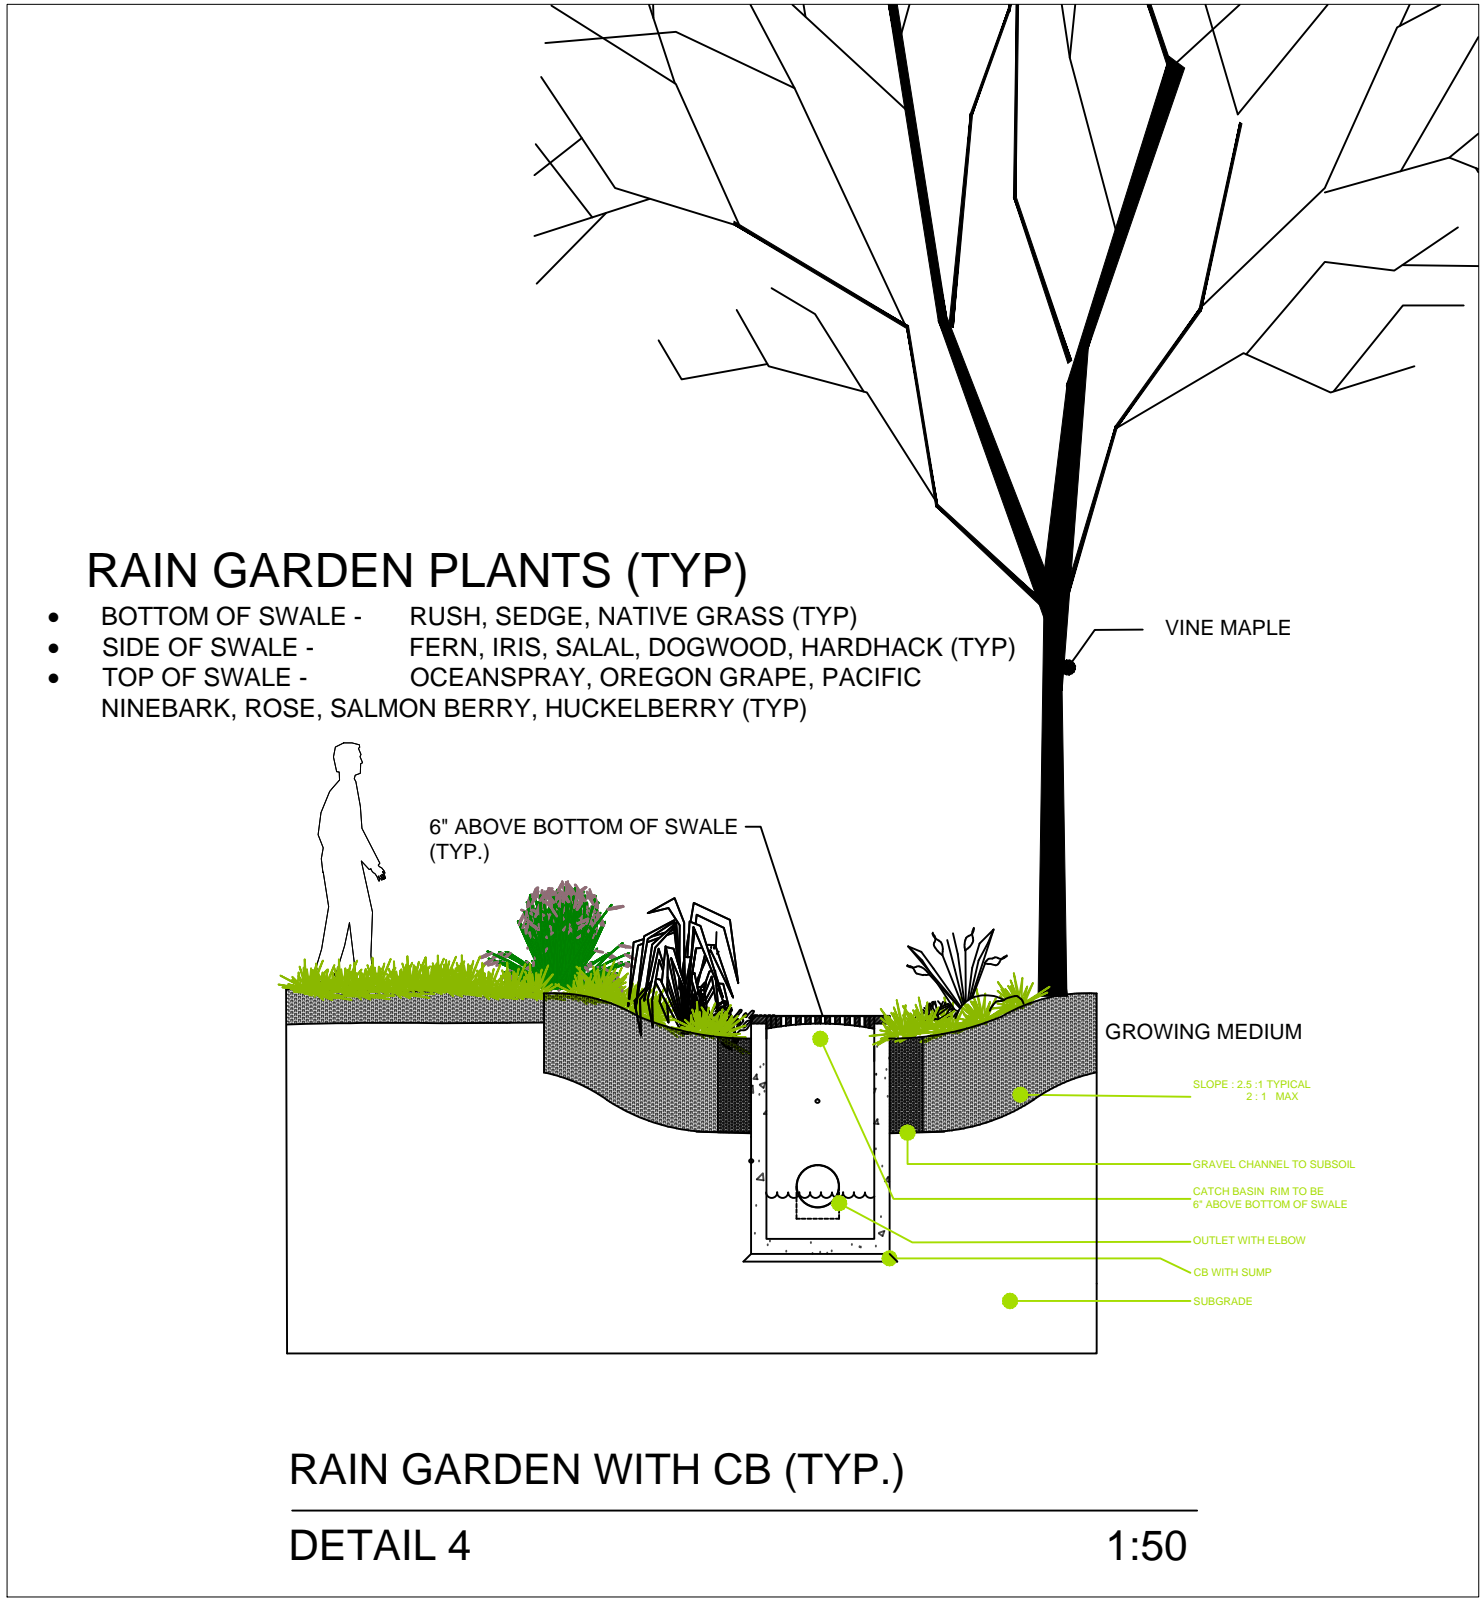 RAIN GARDEN PLANTS (TYP)
• BOTTOM OF SWALE - RUSH, SEDGE, NATIVE GRASS (TYP)
• SIDE OF SWALE - FERN, IRIS, SALAL, DOGWOOD, HARDHACK (TYP)
• TOP OF SWALE - OCEANSPRAY, OREGON GRAPE, PACIFIC
NINEBARK, ROSE, SALMON BERRY, HUCKELBERRY (TYP)
VINE MAPLE
6" ABOVE BOTTOM OF SWALE
(TYP.)
GROWING MEDIUM
SLOPE : 2.5 :1 TYPICAL
2 : 1 MAX
GRAVEL CHANNEL TO SUBSOIL
CATCH BASIN RIM TO BE
6" ABOVE BOTTOM OF SWALE
OUTLET WITH ELBOW
CB WITH SUMP
SUBGRADE
RAIN GARDEN WITH CB (TYP.)
DETAIL 4 1:50